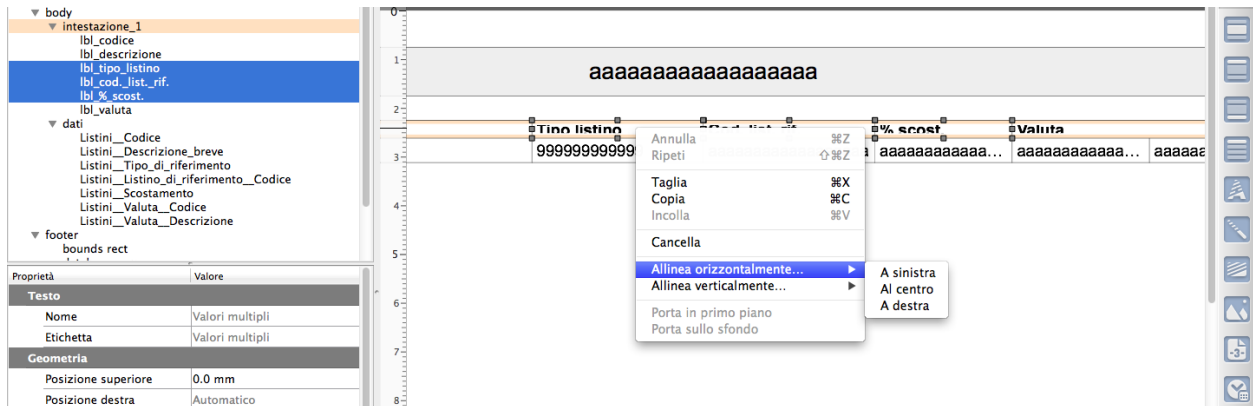 body
intestazione_1
lbl_codice
lbl_descrizione
lbl_tipo_listino
lbl_cod._list._rif.
lbl_%_scost.
lbl_valuta
dati
Listini__Codice
Listini__Descrizione_breve
Listini__Tipo_di_riferimento
Listini__Listino_di_riferimento__Codice
Listini__Scostamento
Listini__Valuta__Codice
Listini__Valuta__Descrizione
footer
bounds rect
Proprietà Valore
Testo
Nome Valori multipli
Etichetta Valori multipli
Geometria
Posizione superiore 0.0 mm
Posizione destra Automatico
0
1
2
3
4
5
6
7
8
aaaaaaaaaaaaaaaaaa
Tipo listino % scost. Valuta
99999999999 aaaaaaaaaaaa... aaaaaaaaaaaa... aaaaaa
Annulla ⌘Z
Ripeti ⇧⌘Z
Taglia ⌘X
Copia ⌘C
Incolla ⌘V
Cancella
Allinea orizzontalmente...
Allinea verticalmente...
Porta in primo piano
Porta sullo sfondo
A sinistra
Al centro
A destra
-3-